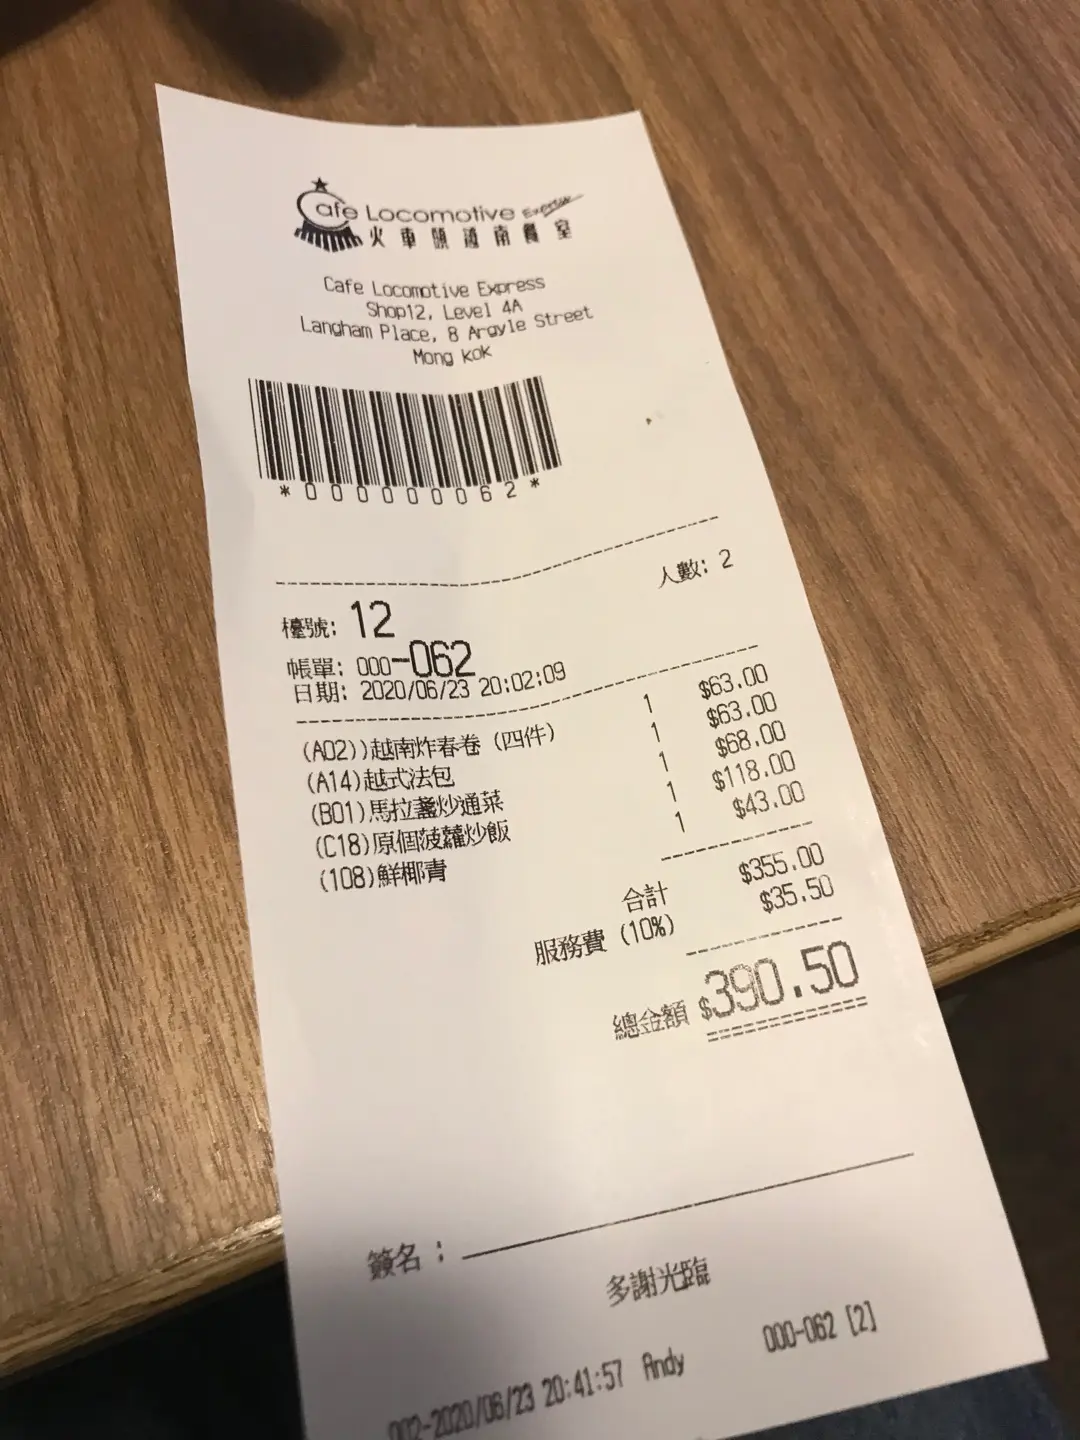 Cafe Locomotive Express
火車頭越南餐室
Cafe Locomotive Express
Shop12, Level 4A
Langham Place, 8 Argyle Street
Mong Kok
*000000062*
人數: 2
檯號: 12
帳單: 000-062
日期: 2020/06/23 20:02:09
(A02))越南炸春卷 (四件) 1 $63.00
(A14)越式法包 1 $63.00
(B01)馬拉盞炒通菜 1 $68.00
(C18)原個菠蘿炒飯 1 $118.00
(108)鮮椰青 1 $43.00
合計 $355.00
服務費 (10%) $35.50
總金額 $390.50
簽名 :
多謝光臨
002-2020/06/23 20:41:57 Andy 000-062 [2]